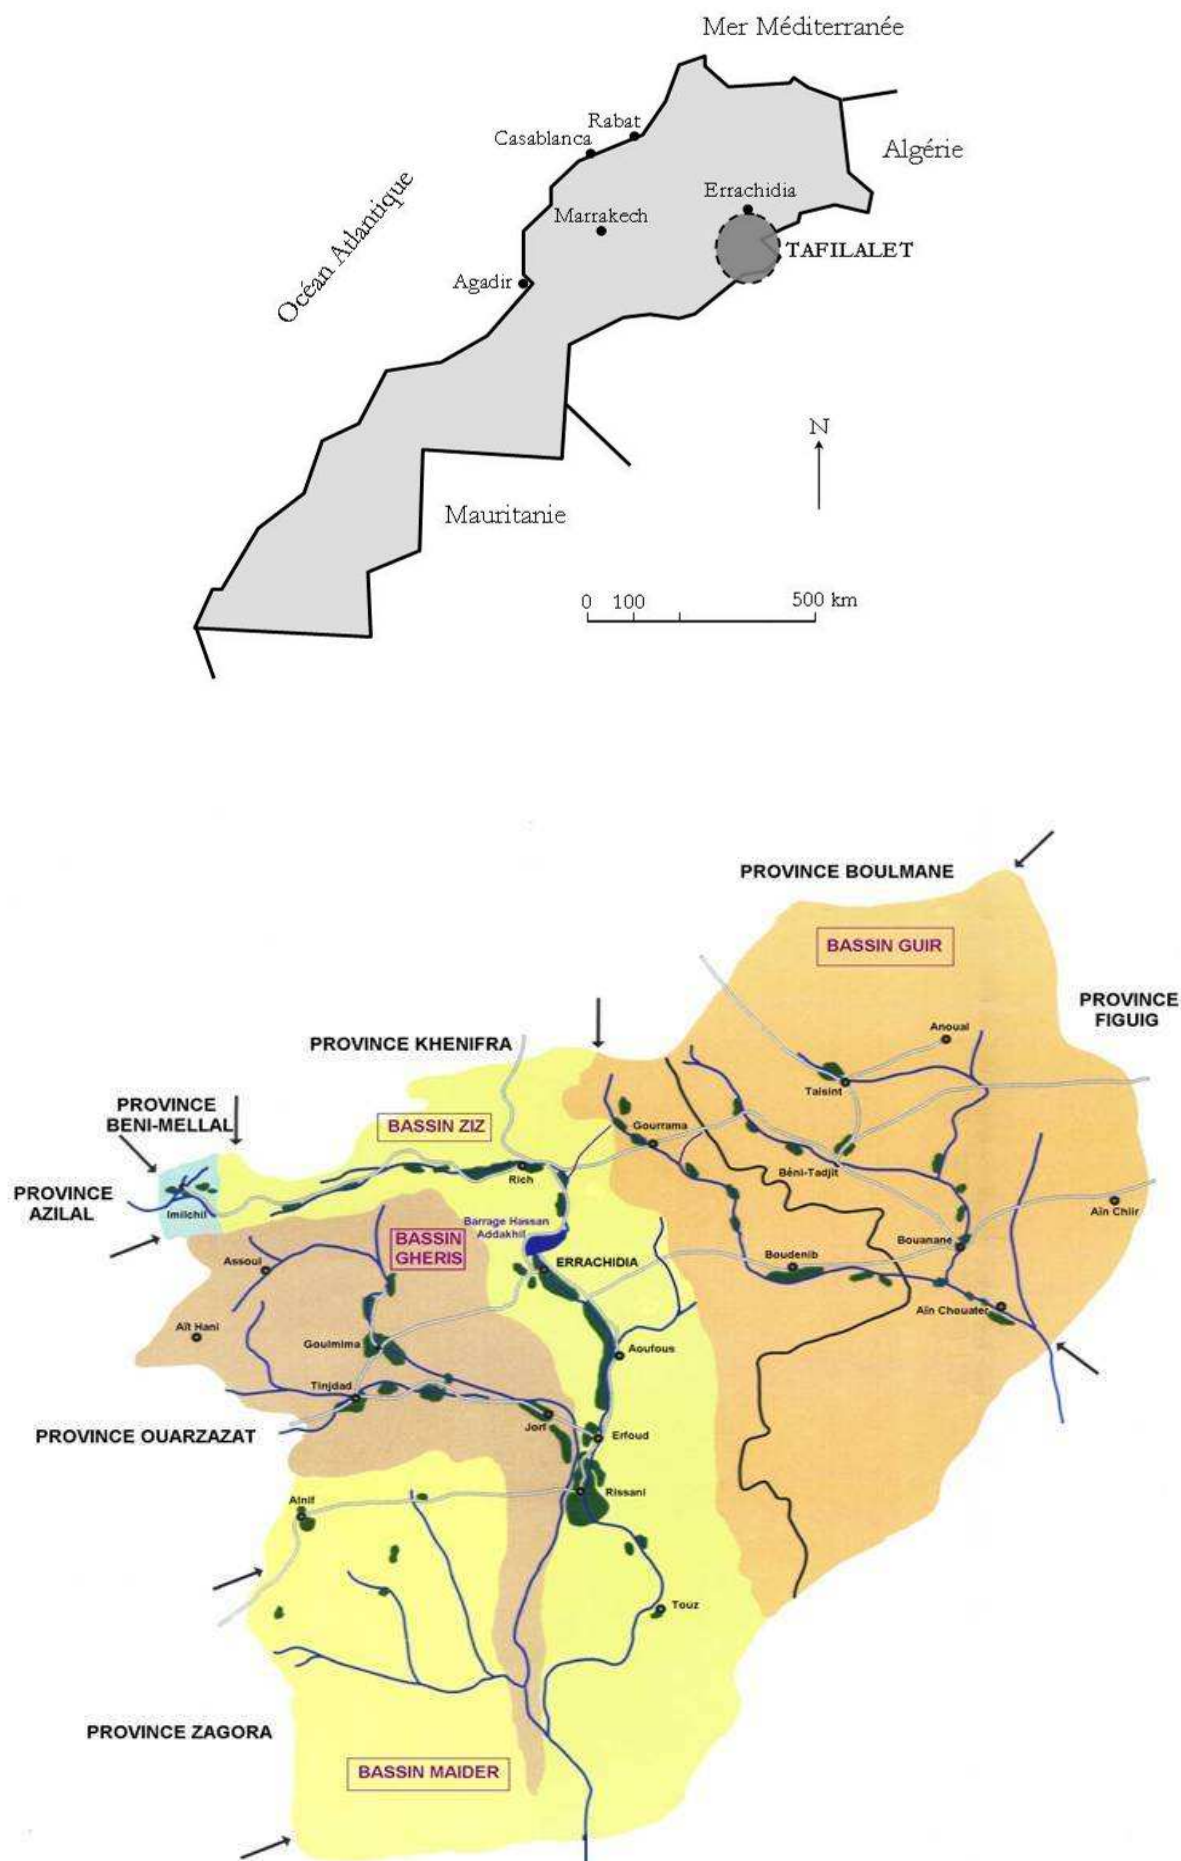 Mer Méditerranée
Rabat
Casablanca
Algérie
Errachidia
Océan Atlantique
Marrakech
TAFILALET
Agadir
N
Mauritanie
0 100 500 km
PROVINCE BOULMANE
BASSIN GUIR
PROVINCE
FIGUIG
Anoual
PROVINCE KHENIFRA
Talsint
PROVINCE
BENI-MELLAL
BASSIN ZIZ
Gourrama
Béni-Tadjit
Rich
PROVINCE
AZILAL
Imilchil
Aïn Chiir
Barrage Hassan
Addakhil
BASSIN
GHERIS
Bouanane
Assoul
ERRACHIDIA
Boudenib
Aïn Chouater
Aït Hani
Goulmima
Aoufous
Tinjdad
Jorf
Erfoud
PROVINCE OUARZAZAT
Rissani
Alnif
Touz
PROVINCE ZAGORA
BASSIN MAIDER